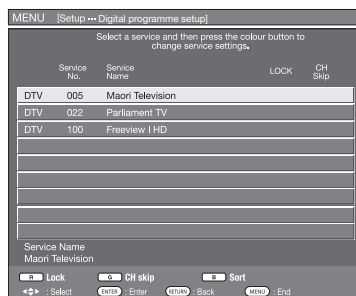 MENU [Setup ••• Digital programme setup]
Select a service and then press the colour button to
change service settings.
Service No. Service Name LOCK CH Skip
DTV 005 Maori Television
DTV 022 Parliament TV
DTV 100 Freeview I HD
Service Name
Maori Television
R Lock G CH skip B Sort
: Select ENTER : Enter RETURN : Back MENU : End